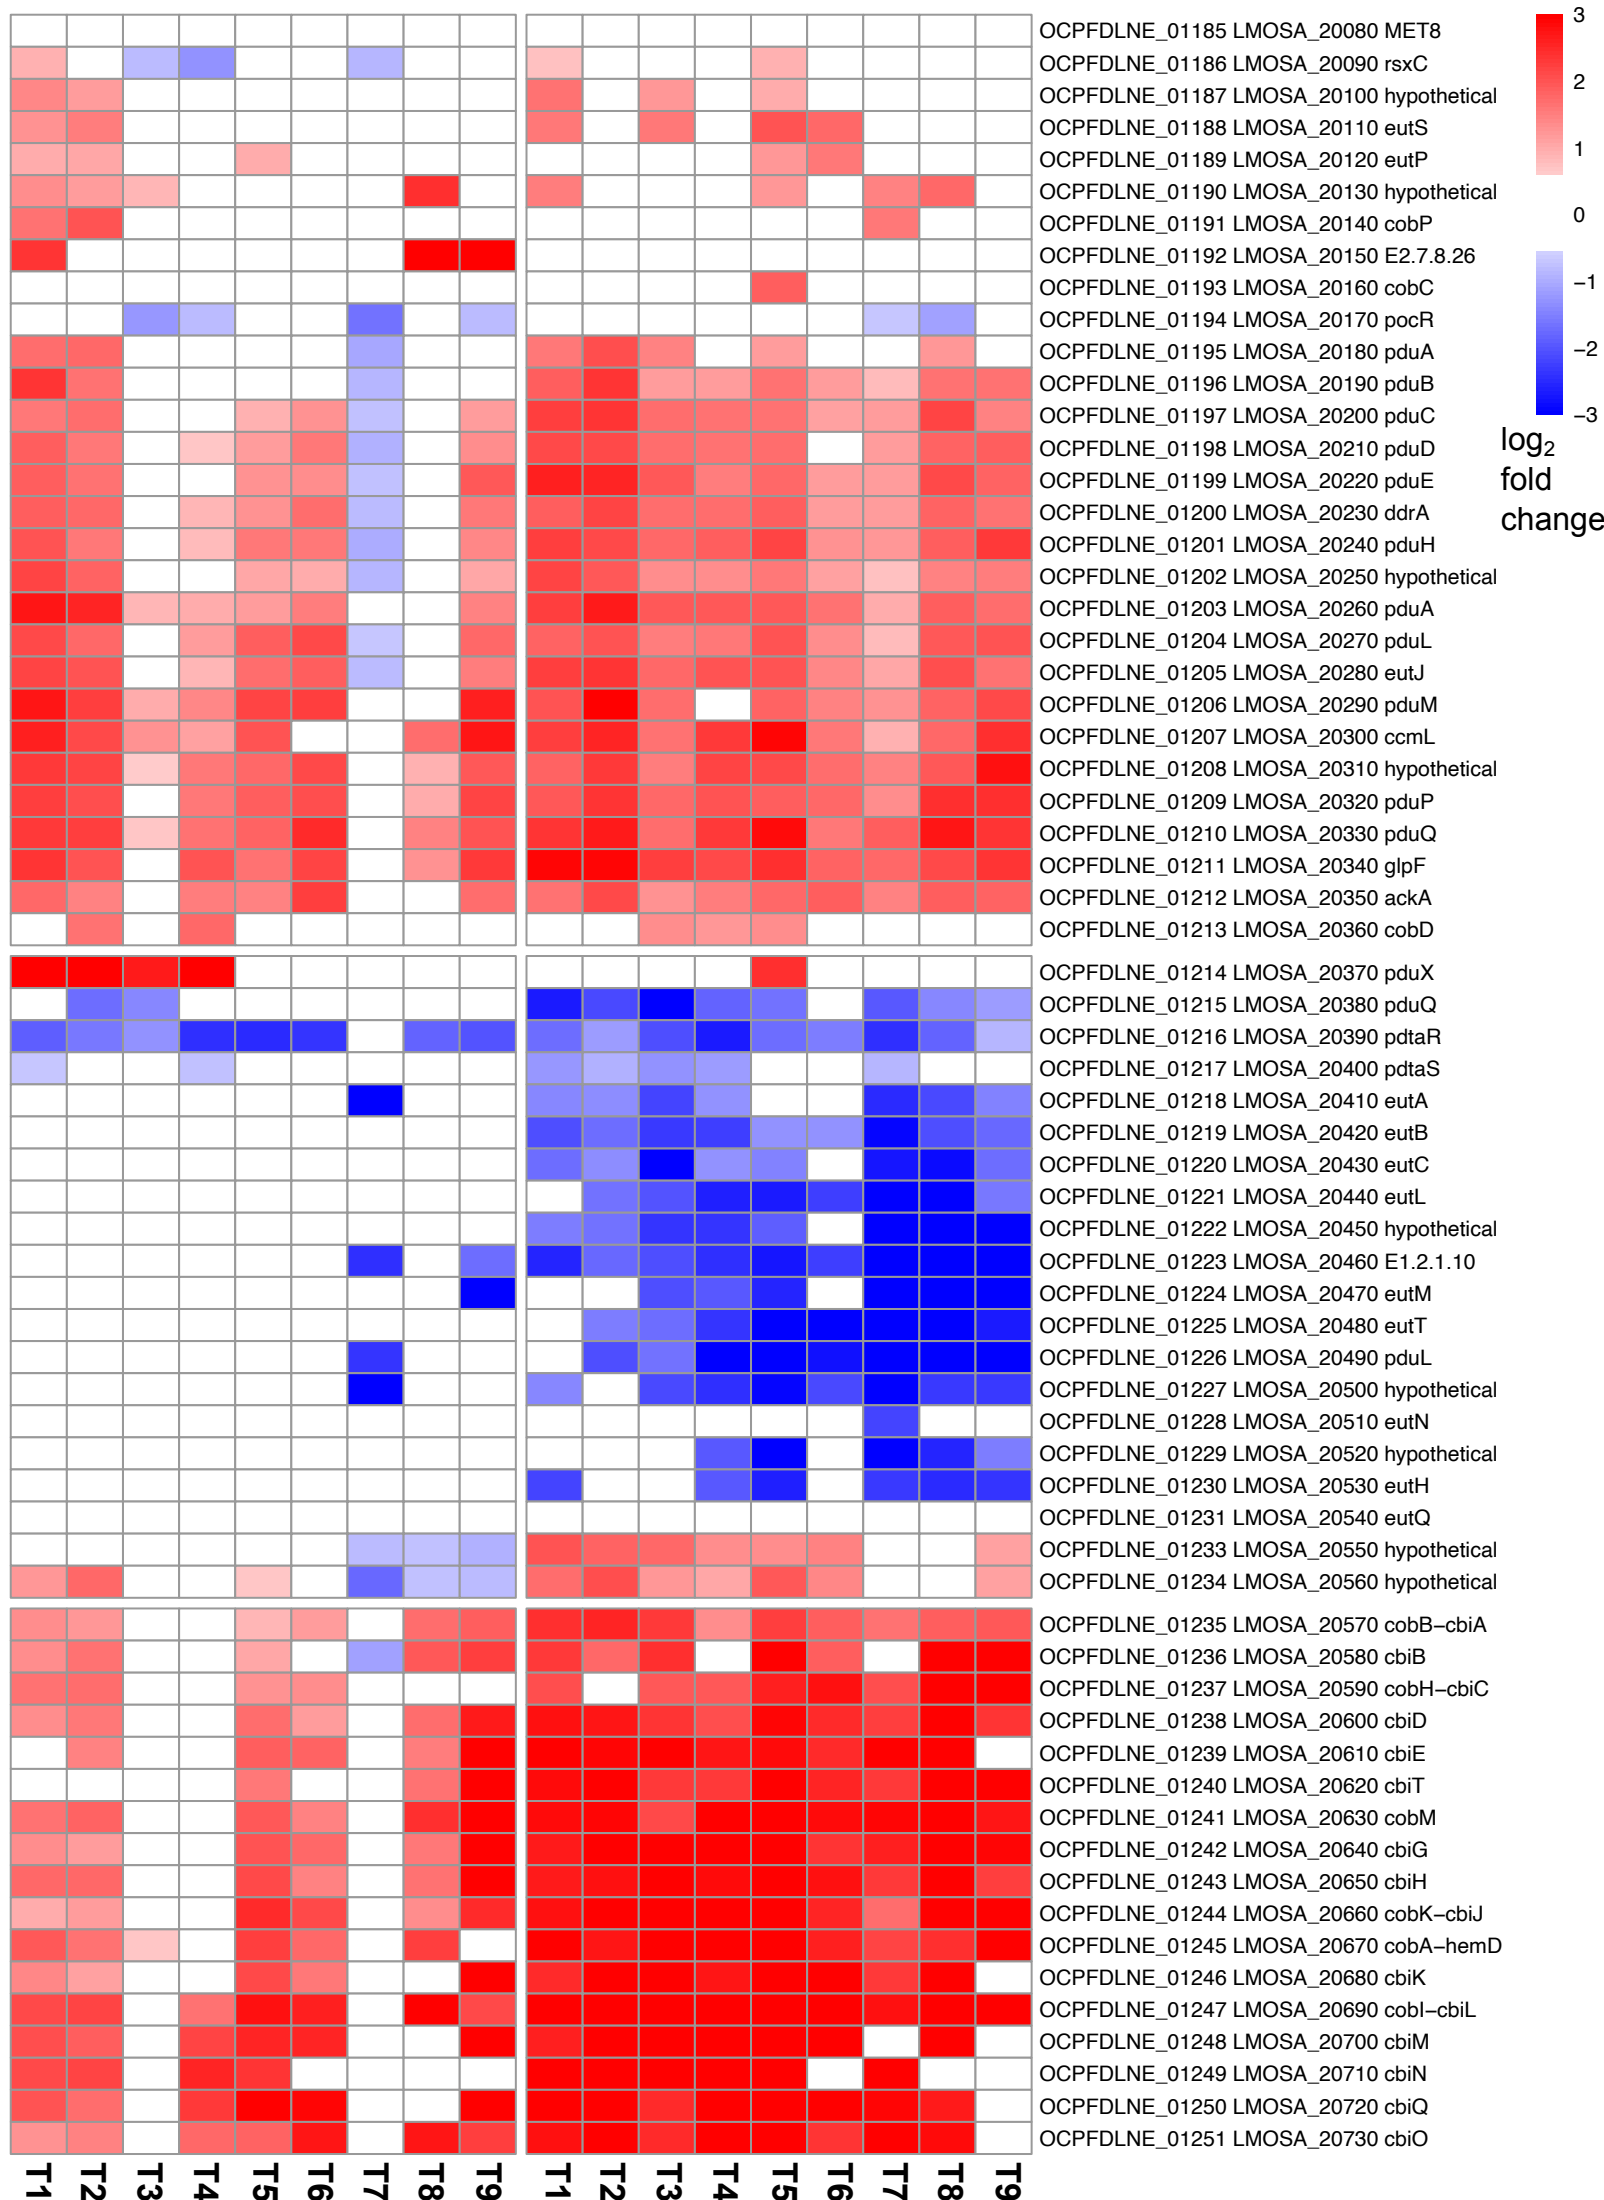 OCPFDLNE_01185 LMOSA_20080 MET8
OCPFDLNE_01186 LMOSA_20090 rsxC
OCPFDLNE_01187 LMOSA_20100 hypothetical
OCPFDLNE_01188 LMOSA_20110 eutS
OCPFDLNE_01189 LMOSA_20120 eutP
OCPFDLNE_01190 LMOSA_20130 hypothetical
OCPFDLNE_01191 LMOSA_20140 cobP
OCPFDLNE_01192 LMOSA_20150 E2.7.8.26
OCPFDLNE_01193 LMOSA_20160 cobC
OCPFDLNE_01194 LMOSA_20170 pocR
OCPFDLNE_01195 LMOSA_20180 pduA
OCPFDLNE_01196 LMOSA_20190 pduB
OCPFDLNE_01197 LMOSA_20200 pduC
OCPFDLNE_01198 LMOSA_20210 pduD
OCPFDLNE_01199 LMOSA_20220 pduE
OCPFDLNE_01200 LMOSA_20230 ddrA
OCPFDLNE_01201 LMOSA_20240 pduH
OCPFDLNE_01202 LMOSA_20250 hypothetical
OCPFDLNE_01203 LMOSA_20260 pduA
OCPFDLNE_01204 LMOSA_20270 pduL
OCPFDLNE_01205 LMOSA_20280 eutJ
OCPFDLNE_01206 LMOSA_20290 pduM
OCPFDLNE_01207 LMOSA_20300 ccmL
OCPFDLNE_01208 LMOSA_20310 hypothetical
OCPFDLNE_01209 LMOSA_20320 pduP
OCPFDLNE_01210 LMOSA_20330 pduQ
OCPFDLNE_01211 LMOSA_20340 glpF
OCPFDLNE_01212 LMOSA_20350 ackA
OCPFDLNE_01213 LMOSA_20360 cobD
OCPFDLNE_01214 LMOSA_20370 pduX
OCPFDLNE_01215 LMOSA_20380 pduQ
OCPFDLNE_01216 LMOSA_20390 pdtaR
OCPFDLNE_01217 LMOSA_20400 pdtaS
OCPFDLNE_01218 LMOSA_20410 eutA
OCPFDLNE_01219 LMOSA_20420 eutB
OCPFDLNE_01220 LMOSA_20430 eutC
OCPFDLNE_01221 LMOSA_20440 eutL
OCPFDLNE_01222 LMOSA_20450 hypothetical
OCPFDLNE_01223 LMOSA_20460 E1.2.1.10
OCPFDLNE_01224 LMOSA_20470 eutM
OCPFDLNE_01225 LMOSA_20480 eutT
OCPFDLNE_01226 LMOSA_20490 pduL
OCPFDLNE_01227 LMOSA_20500 hypothetical
OCPFDLNE_01228 LMOSA_20510 eutN
OCPFDLNE_01229 LMOSA_20520 hypothetical
OCPFDLNE_01230 LMOSA_20530 eutH
OCPFDLNE_01231 LMOSA_20540 eutQ
OCPFDLNE_01233 LMOSA_20550 hypothetical
OCPFDLNE_01234 LMOSA_20560 hypothetical
OCPFDLNE_01235 LMOSA_20570 cobB−cbiA
OCPFDLNE_01236 LMOSA_20580 cbiB
OCPFDLNE_01237 LMOSA_20590 cobH−cbiC
OCPFDLNE_01238 LMOSA_20600 cbiD
OCPFDLNE_01239 LMOSA_20610 cbiE
OCPFDLNE_01240 LMOSA_20620 cbiT
OCPFDLNE_01241 LMOSA_20630 cobM
OCPFDLNE_01242 LMOSA_20640 cbiG
OCPFDLNE_01243 LMOSA_20650 cbiH
OCPFDLNE_01244 LMOSA_20660 cobK−cbiJ
OCPFDLNE_01245 LMOSA_20670 cobA−hemD
OCPFDLNE_01246 LMOSA_20680 cbiK
OCPFDLNE_01247 LMOSA_20690 cobI−cbiL
OCPFDLNE_01248 LMOSA_20700 cbiM
OCPFDLNE_01249 LMOSA_20710 cbiN
OCPFDLNE_01250 LMOSA_20720 cbiQ
OCPFDLNE_01251 LMOSA_20730 cbiO
3
2
1
0
−1
−2
−3
log₂
fold
change
T1 T2 T3 T4 T5 T6 T7 T8 T9 T1 T2 T3 T4 T5 T6 T7 T8 T9